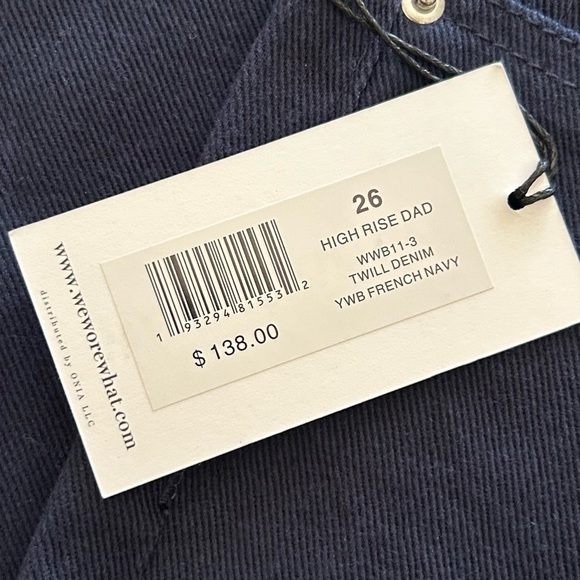 26
HIGH RISE DAD
WWB11-3
TWILL DENIM
YWB FRENCH NAVY
1 93294 81553 2
$ 138.00
www.weworewhat.com
distributed by ONIA LLC